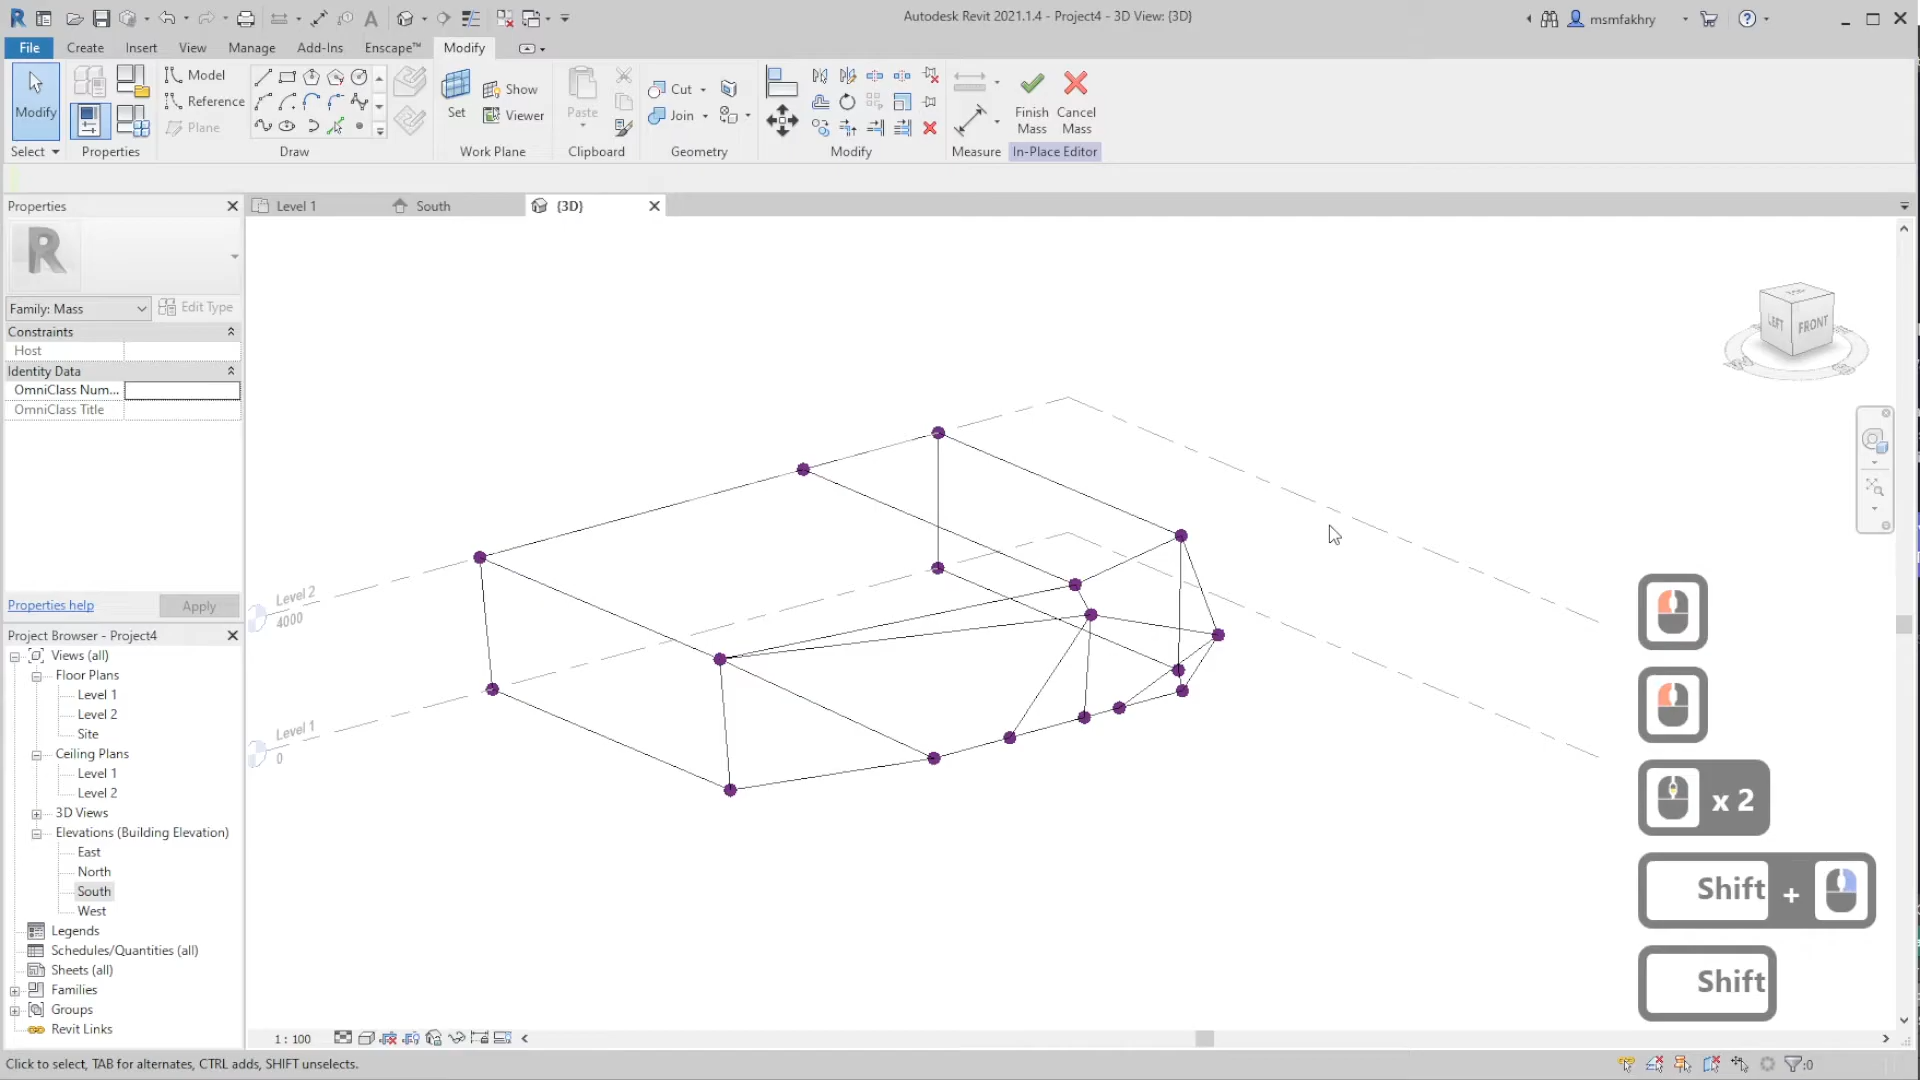 Autodesk Revit 2021.1.4 - Project4 - 3D View: {3D}
msmfakhry
File
Create
Insert
View
Manage
Add-Ins
Enscape™
Modify
Modify
Model
Reference
Plane
Set
Show
Viewer
Paste
Cut
Join
Finish
Mass
Cancel
Mass
Select
Properties
Draw
Work Plane
Clipboard
Geometry
Modify
Measure
In-Place Editor
Properties
Level 1
South
{3D}
R
Family: Mass
Edit Type
Constraints
Host
Identity Data
OmniClass Num...
OmniClass Title
Properties help
Apply
Project Browser - Project4
Views (all)
Floor Plans
Level 1
Level 2
Site
Ceiling Plans
Level 1
Level 2
3D Views
Elevations (Building Elevation)
East
North
South
West
Legends
Schedules/Quantities (all)
Sheets (all)
Families
Groups
Revit Links
Level 2
4000
Level 1
0
LEFT
FRONT
x 2
Shift
+
Shift
1 : 100
Click to select, TAB for alternates, CTRL adds, SHIFT unselects.
:0